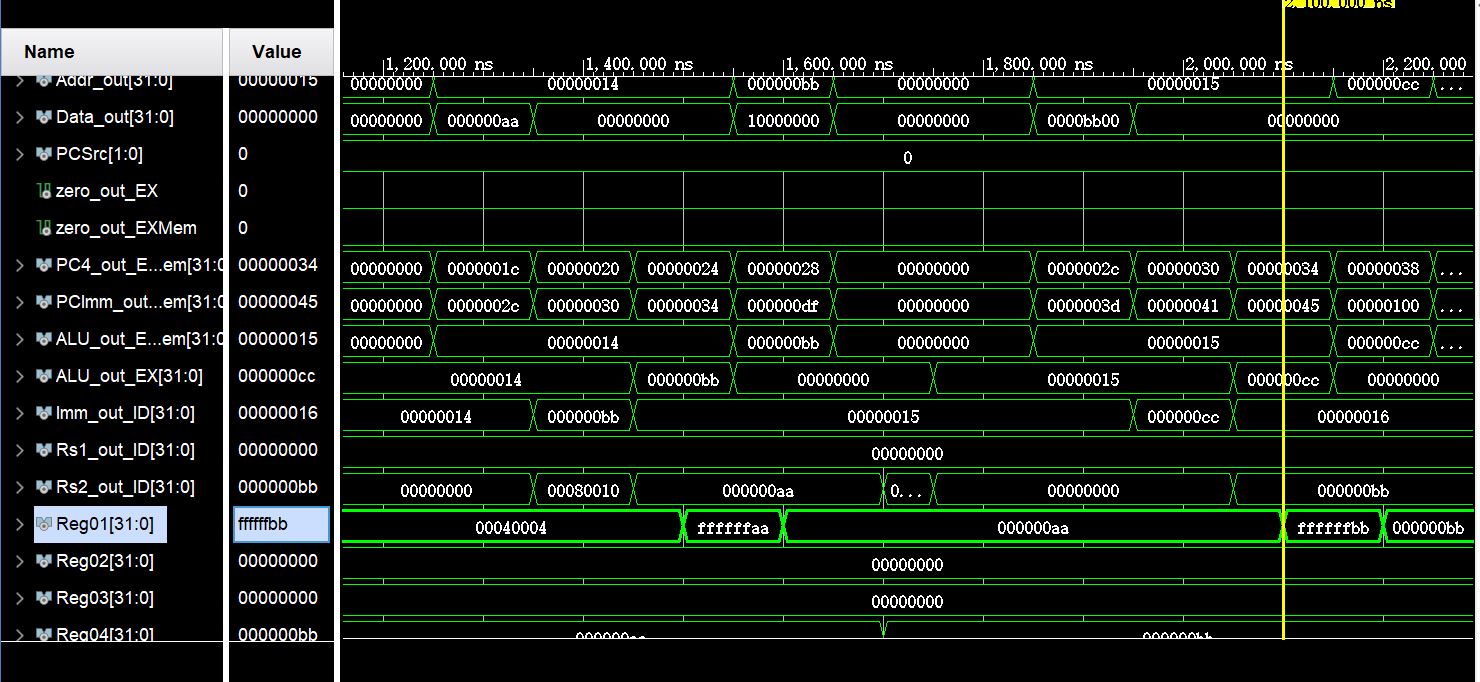 2,100.000 ns
Name Value
1,200.000 ns 1,400.000 ns 1,600.000 ns 1,800.000 ns 2,000.000 ns 2,200.000
Addr_out[31:0] 00000015 00000000 00000014 000000bb 00000000 00000015 000000cc ...
Data_out[31:0] 00000000 00000000 000000aa 00000000 10000000 00000000 0000bb00 00000000
PCSrc[1:0] 0 0
zero_out_EX 0
zero_out_EXMem 0
PC4_out_E...em[31:0 00000034 00000000 0000001c 00000020 00000024 00000028 00000000 0000002c 00000030 00000034 00000038 ...
PCImm_out...em[31:0 00000045 00000000 0000002c 00000030 00000034 000000df 00000000 0000003d 00000041 00000045 00000100 ...
ALU_out_E...em[31:0 00000015 00000000 00000014 000000bb 00000000 00000015 000000cc ...
ALU_out_EX[31:0] 000000cc 00000014 000000bb 00000000 00000015 000000cc 00000000
Imm_out_ID[31:0] 00000016 00000014 000000bb 00000015 000000cc 00000016
Rs1_out_ID[31:0] 00000000 00000000
Rs2_out_ID[31:0] 000000bb 00000000 00080010 000000aa 0... 00000000 000000bb
Reg01[31:0] ffffffbb 00040004 ffffffaa 000000aa ffffffbb 000000bb
Reg02[31:0] 00000000 00000000
Reg03[31:0] 00000000 00000000
Reg04[31:0] 000000bb 000000bb